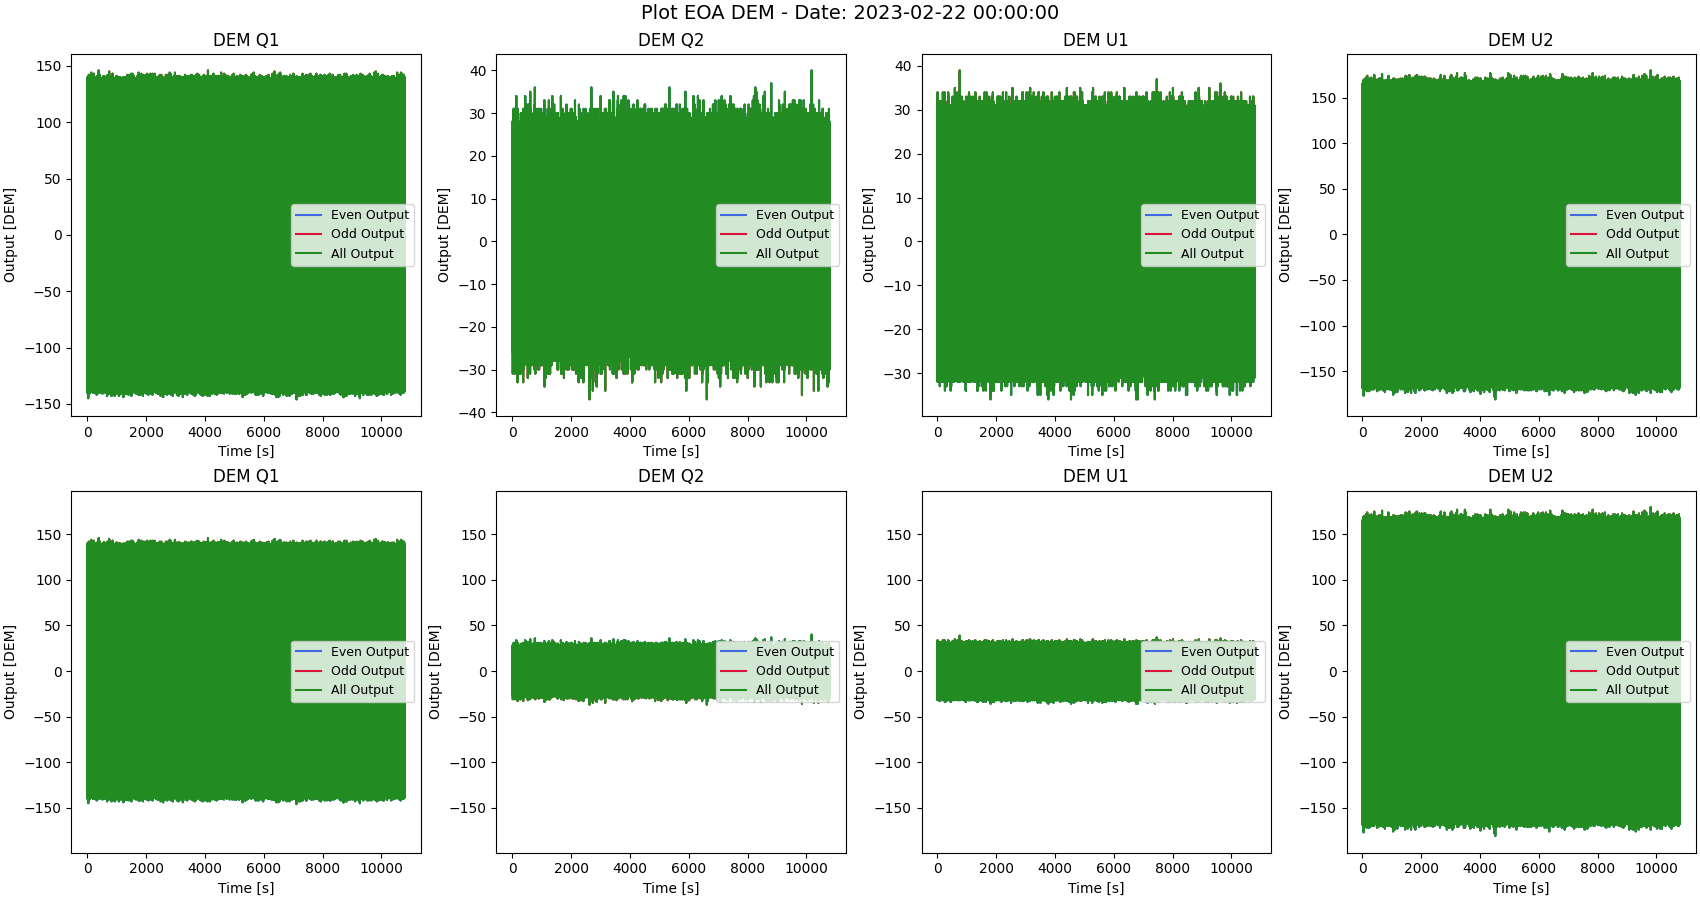 Plot EOA DEM - Date: 2023-02-22 00:00:00
DEM Q1
DEM Q2
DEM U1
DEM U2
Output [DEM]
150
100
50
0
−50
−100
−150
Even Output
Odd Output
All Output
0 2000 4000 6000 8000 10000
Time [s]
Output [DEM]
40
30
20
10
0
−10
−20
−30
−40
Even Output
Odd Output
All Output
0 2000 4000 6000 8000 10000
Time [s]
Output [DEM]
40
30
20
10
0
−10
−20
−30
Even Output
Odd Output
All Output
0 2000 4000 6000 8000 10000
Time [s]
Output [DEM]
150
100
50
0
−50
−100
−150
Even Output
Odd Output
All Output
0 2000 4000 6000 8000 10000
Time [s]
DEM Q1
DEM Q2
DEM U1
DEM U2
Output [DEM]
150
100
50
0
−50
−100
−150
Even Output
Odd Output
All Output
0 2000 4000 6000 8000 10000
Time [s]
Output [DEM]
150
100
50
0
−50
−100
−150
Even Output
Odd Output
All Output
0 2000 4000 6000 8000 10000
Time [s]
Output [DEM]
150
100
50
0
−50
−100
−150
Even Output
Odd Output
All Output
0 2000 4000 6000 8000 10000
Time [s]
Output [DEM]
150
100
50
0
−50
−100
−150
Even Output
Odd Output
All Output
0 2000 4000 6000 8000 10000
Time [s]